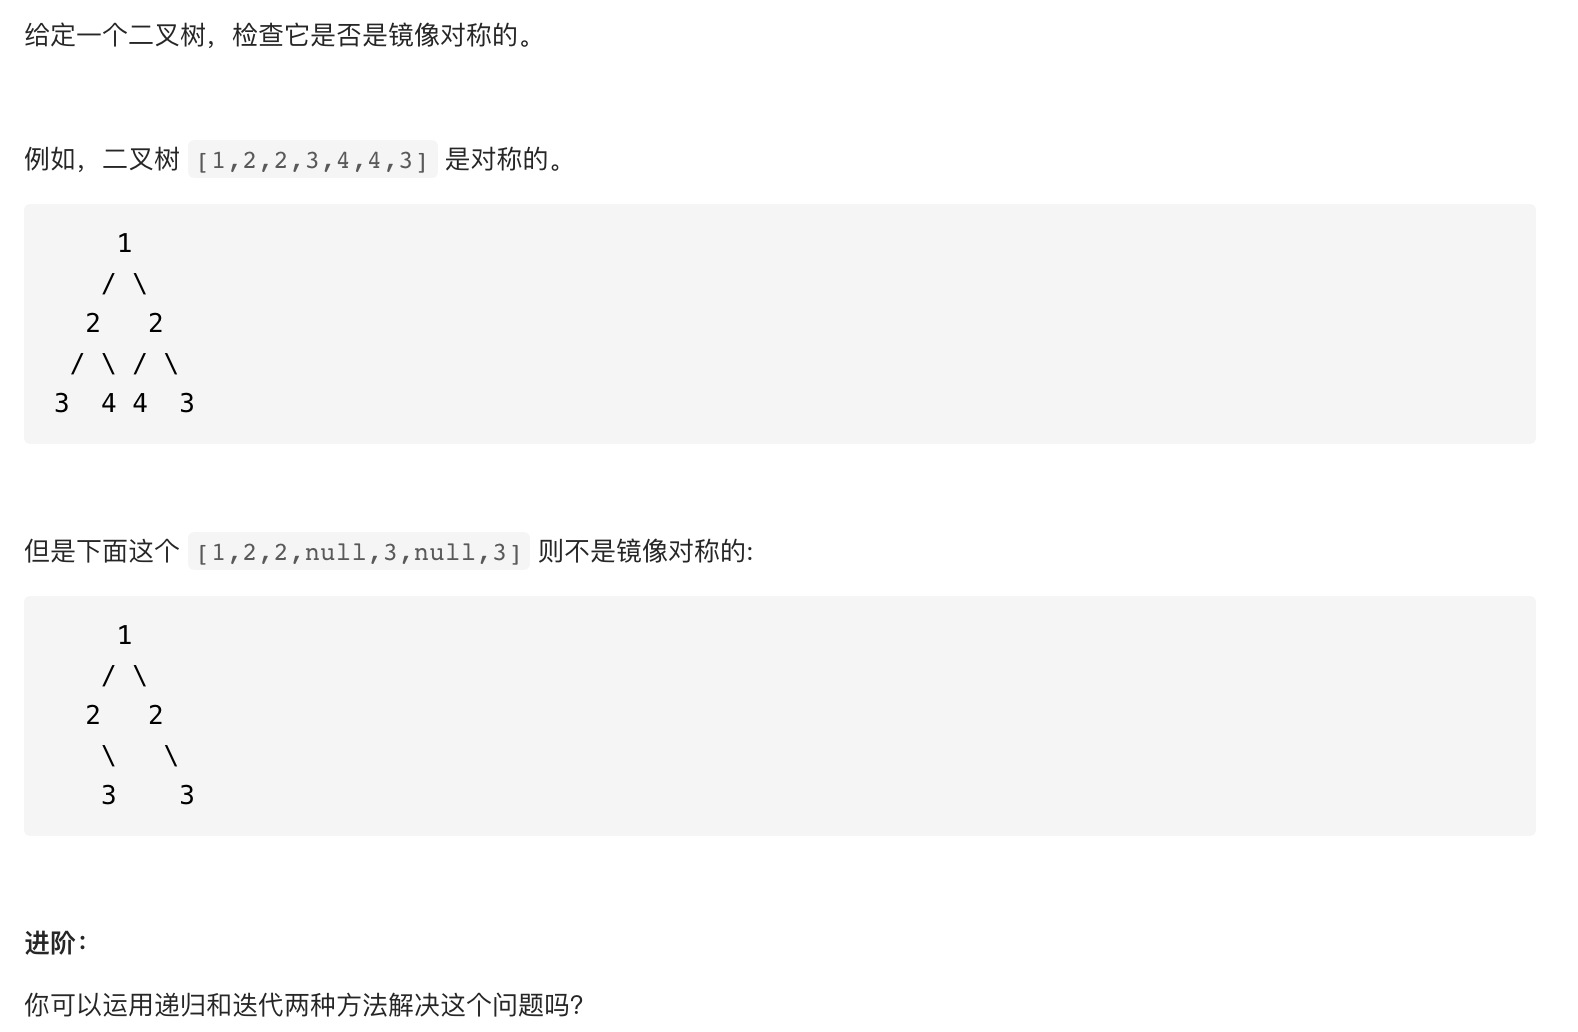 给定一个二叉树，检查它是否是镜像对称的。
例如，二叉树 [1,2,2,3,4,4,3] 是对称的。
    1
   / \
  2   2
 / \ / \
3  4 4  3
但是下面这个 [1,2,2,null,3,null,3] 则不是镜像对称的:
    1
   / \
  2   2
   \   \
   3    3
进阶：
你可以运用递归和迭代两种方法解决这个问题吗？